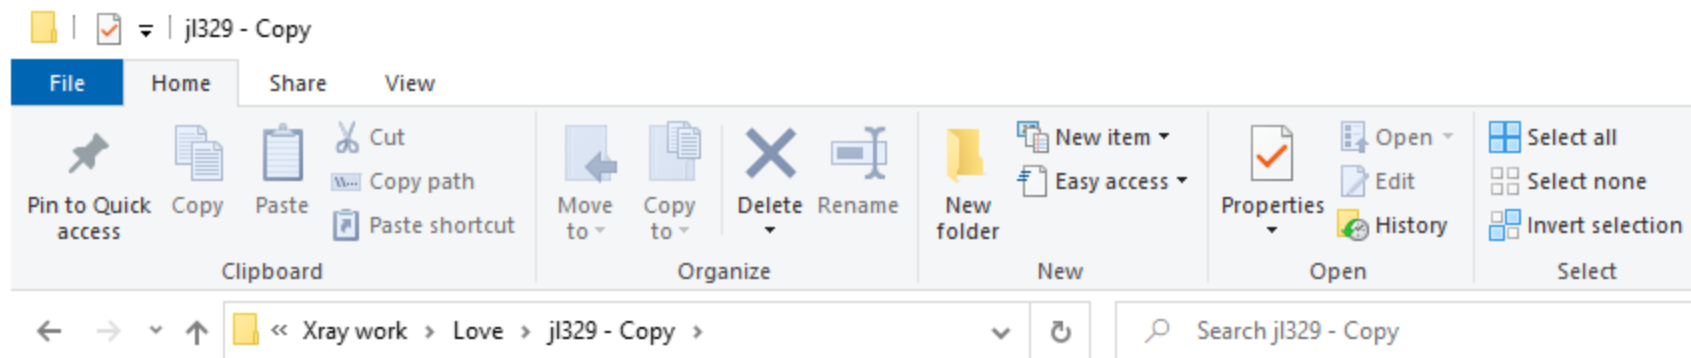 jl329 - Copy
File Home Share View
Pin to Quick access
Copy
Paste
Cut
Copy path
Paste shortcut
Clipboard
Move to
Copy to
Delete
Rename
Organize
New folder
New item
Easy access
New
Properties
Open
Edit
History
Open
Select all
Select none
Invert selection
Select
« Xray work › Love › jl329 - Copy ›
Search jl329 - Copy